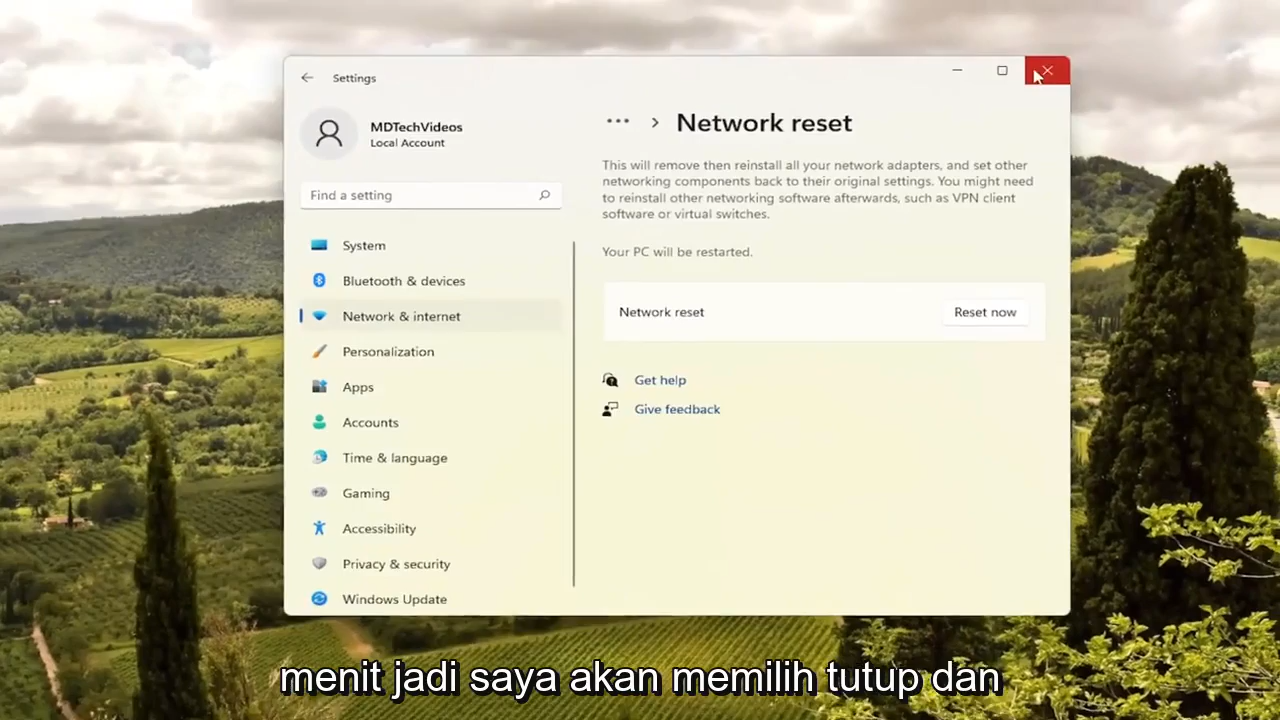 Settings
MDTechVideos
Local Account
Find a setting
System
Bluetooth & devices
Network & internet
Personalization
Apps
Accounts
Time & language
Gaming
Accessibility
Privacy & security
Windows Update
••• › Network reset
This will remove then reinstall all your network adapters, and set other
networking components back to their original settings. You might need
to reinstall other networking software afterwards, such as VPN client
software or virtual switches.
Your PC will be restarted.
Network reset Reset now
Get help
Give feedback
menit jadi saya akan memilih tutup dan